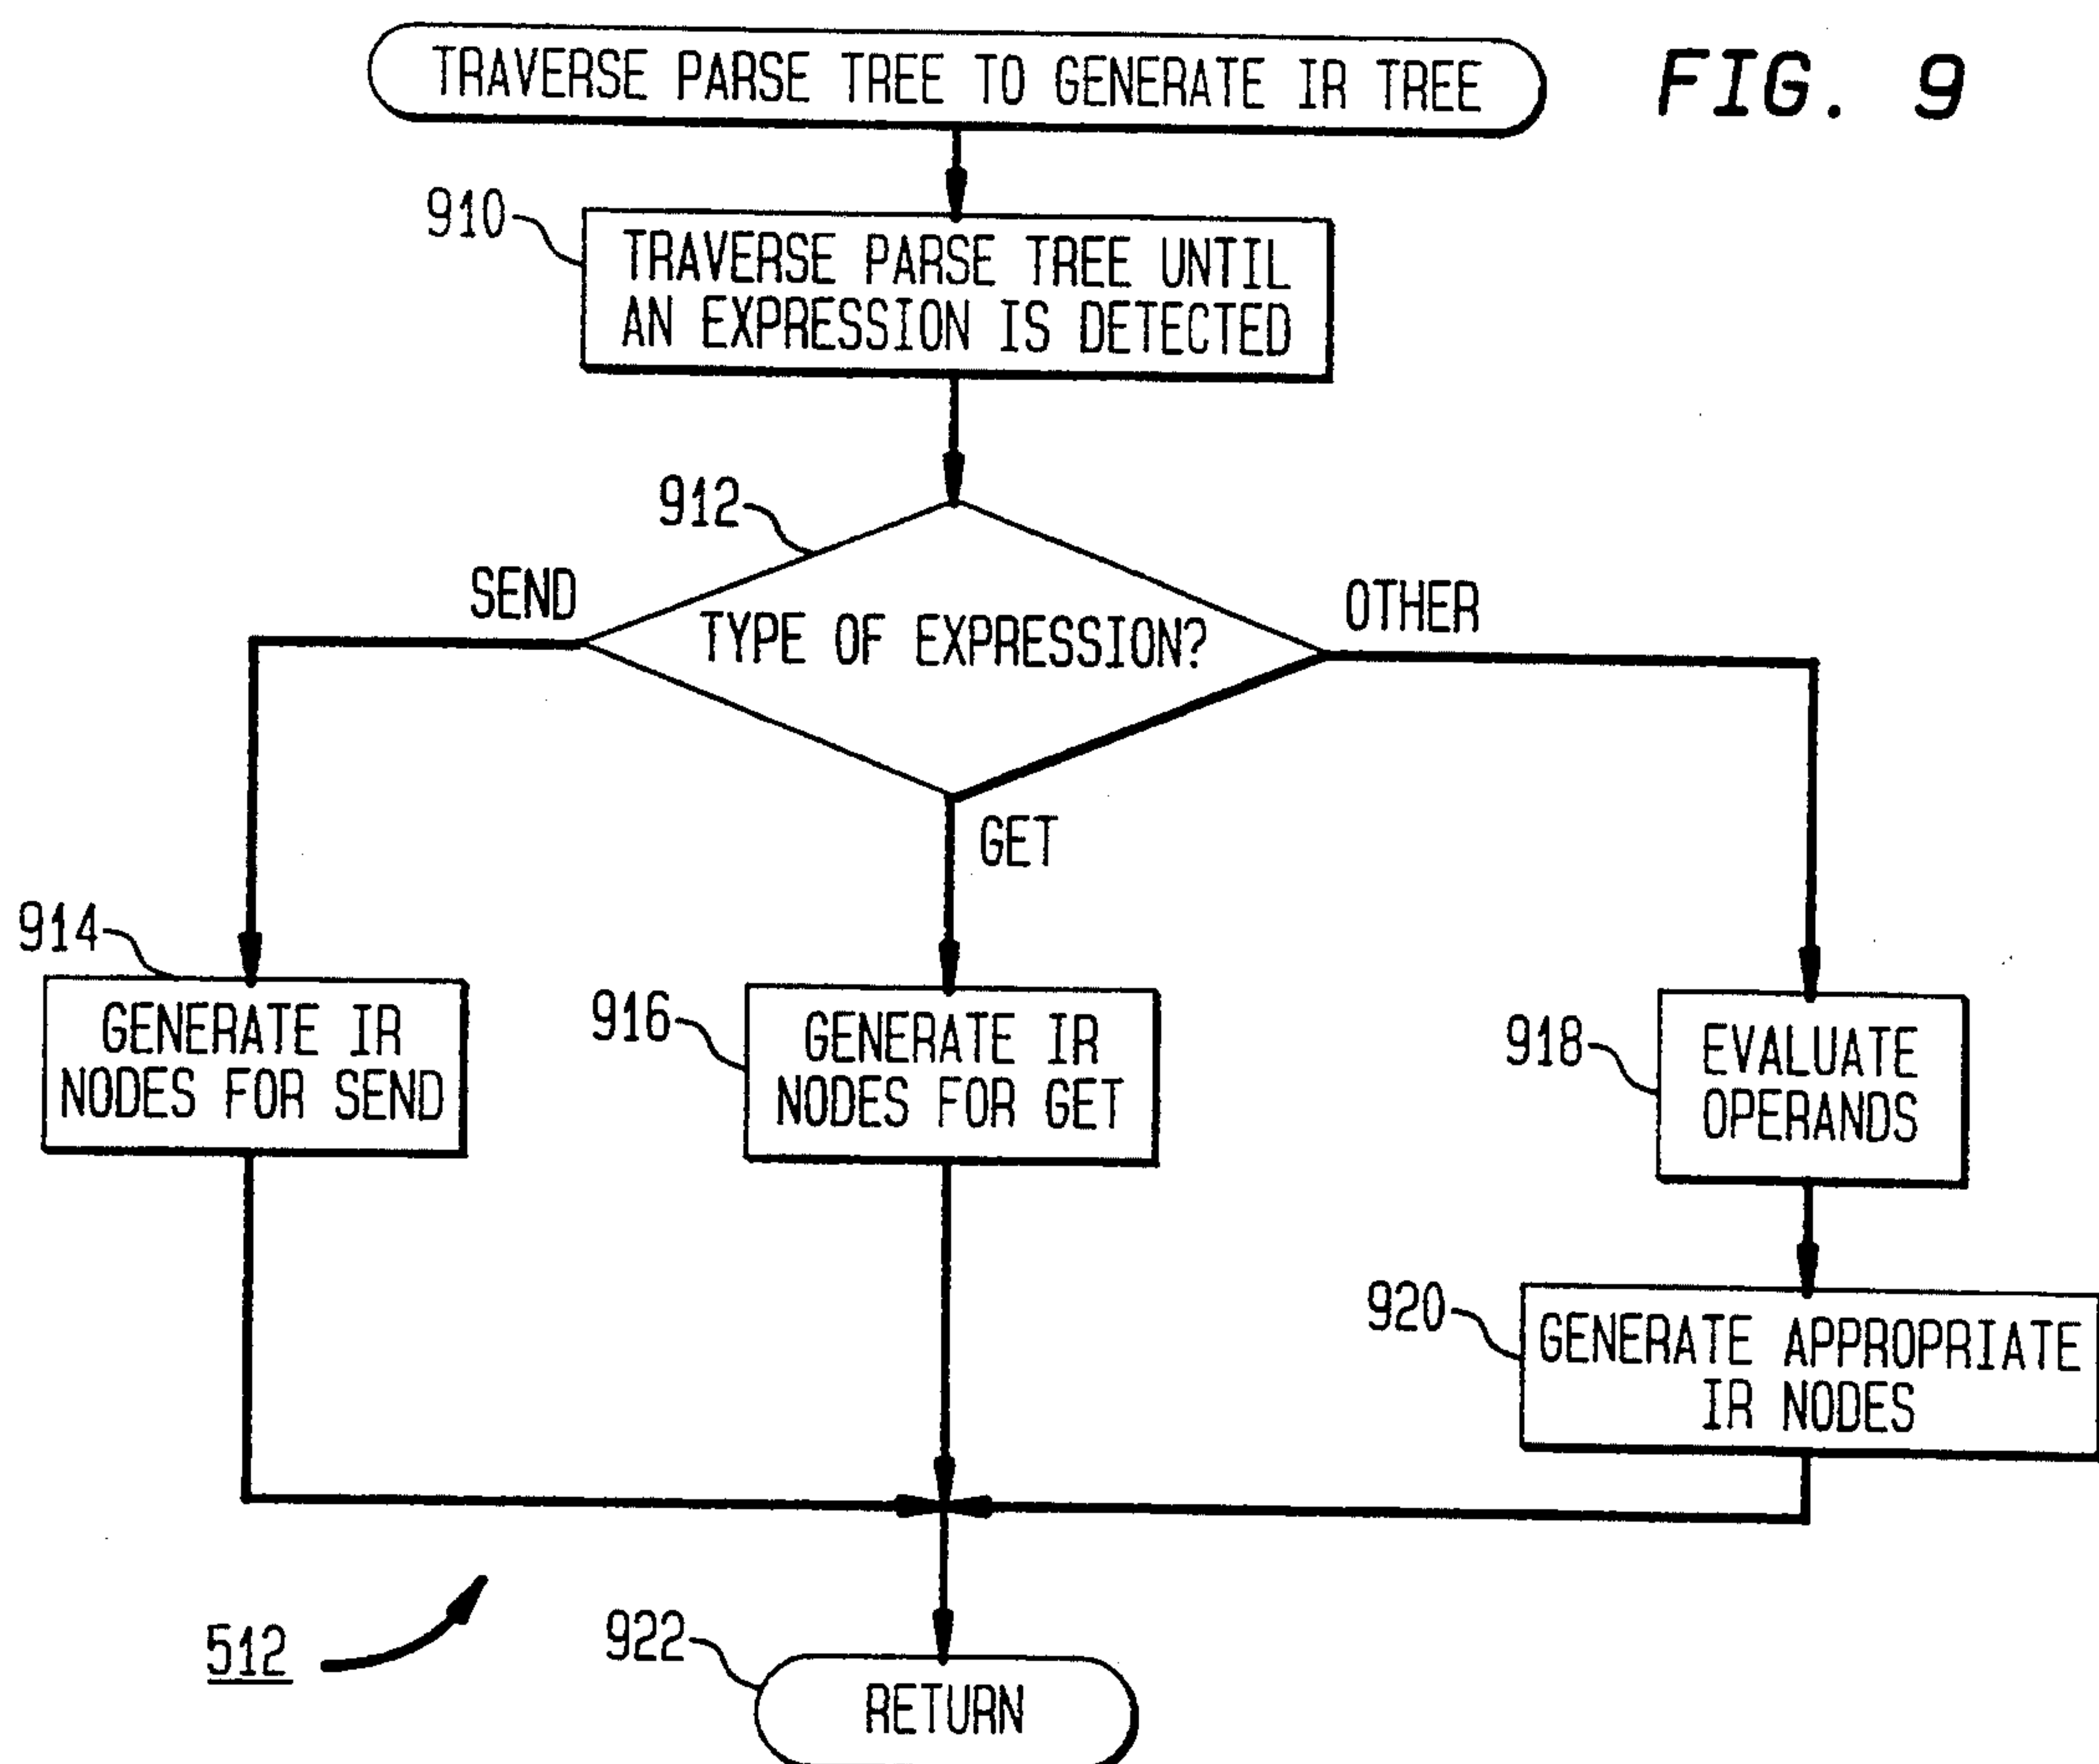 TRAVERSE PARSE TREE TO GENERATE IR TREE
FIG. 9
910
TRAVERSE PARSE TREE UNTIL
AN EXPRESSION IS DETECTED
912
SEND
TYPE OF EXPRESSION?
OTHER
GET
914
GENERATE IR
NODES FOR SEND
916
GENERATE IR
NODES FOR GET
918
EVALUATE
OPERANDS
920
GENERATE APPROPRIATE
IR NODES
512
922
RETURN